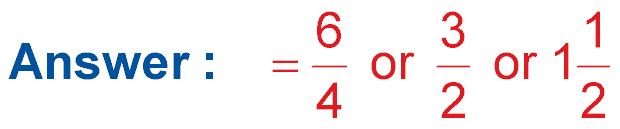 Answer : = 6/4 or 3/2 or 1 1/2